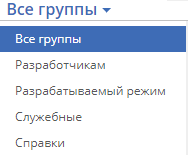 Все группы
Все группы
Разработчикам
Разрабатываемый режим
Служебные
Справки